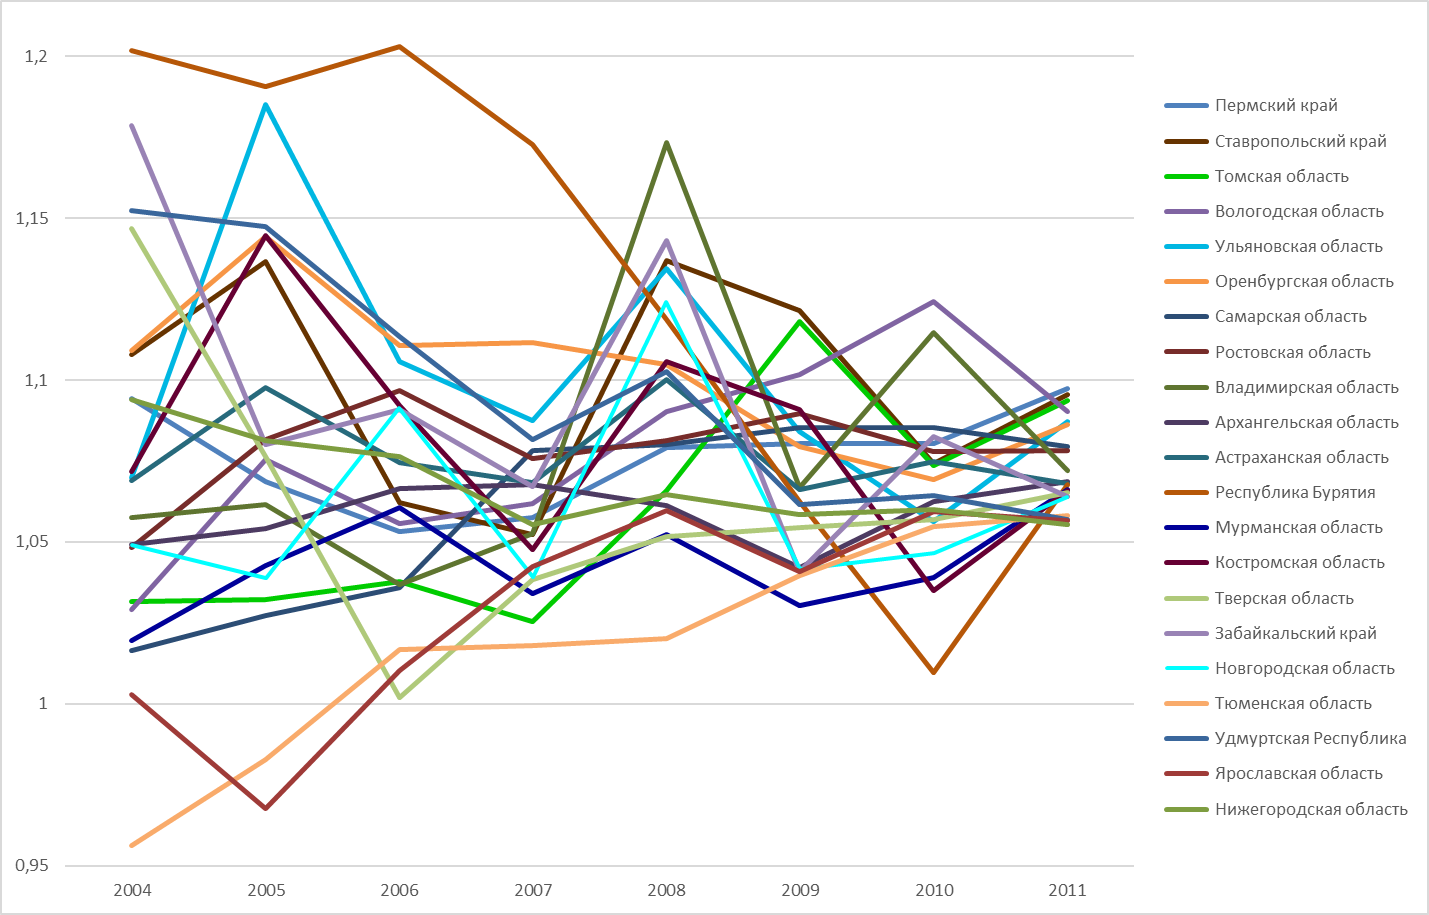 1,2
1,15
1,1
1,05
1
0,95
2004 2005 2006 2007 2008 2009 2010 2011
Пермский край
Ставропольский край
Томская область
Вологодская область
Ульяновская область
Оренбургская область
Самарская область
Ростовская область
Владимирская область
Архангельская область
Астраханская область
Республика Бурятия
Мурманская область
Костромская область
Тверская область
Забайкальский край
Новгородская область
Тюменская область
Удмуртская Республика
Ярославская область
Нижегородская область